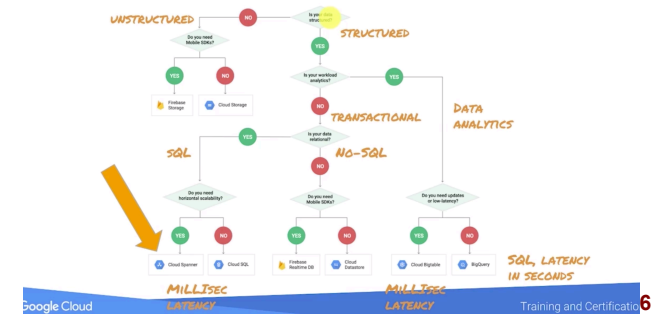 Is your data
structured?
UNSTRUCTURED
NO
STRUCTURED
Do you need
Mobile SDKs?
YES
YES
NO
Is your workload
analytics?
YES
Firebase
Storage
Cloud Storage
NO
TRANSACTIONAL
DATA
ANALYTICS
YES
Is your data
relational?
SQL
NO-SQL
NO
Do you need
horizontal scalability?
Do you need
Mobile SDKs?
Do you need updates
or low-latency?
YES
NO
YES
NO
YES
NO
Cloud Spanner
Cloud SQL
Firebase
Realtime DB
Cloud
Datastore
Cloud Bigtable
BigQuery
SQL, LATENCY
IN SECONDS
MILLISEC
LATENCY
MILLISEC
LATENCY
Google Cloud
Training and Certificatio
6